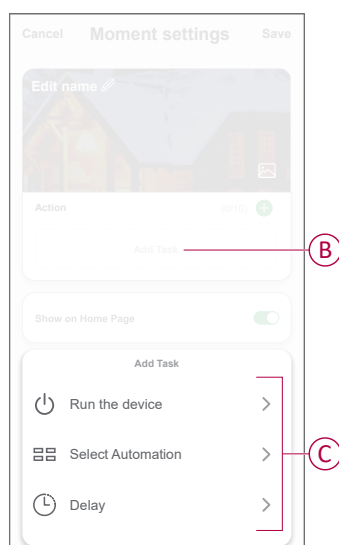 Cancel Moment settings Save
Edit name
Action
Add Task
B
Show on Home Page
Add Task
Run the device
Select Automation
C
Delay